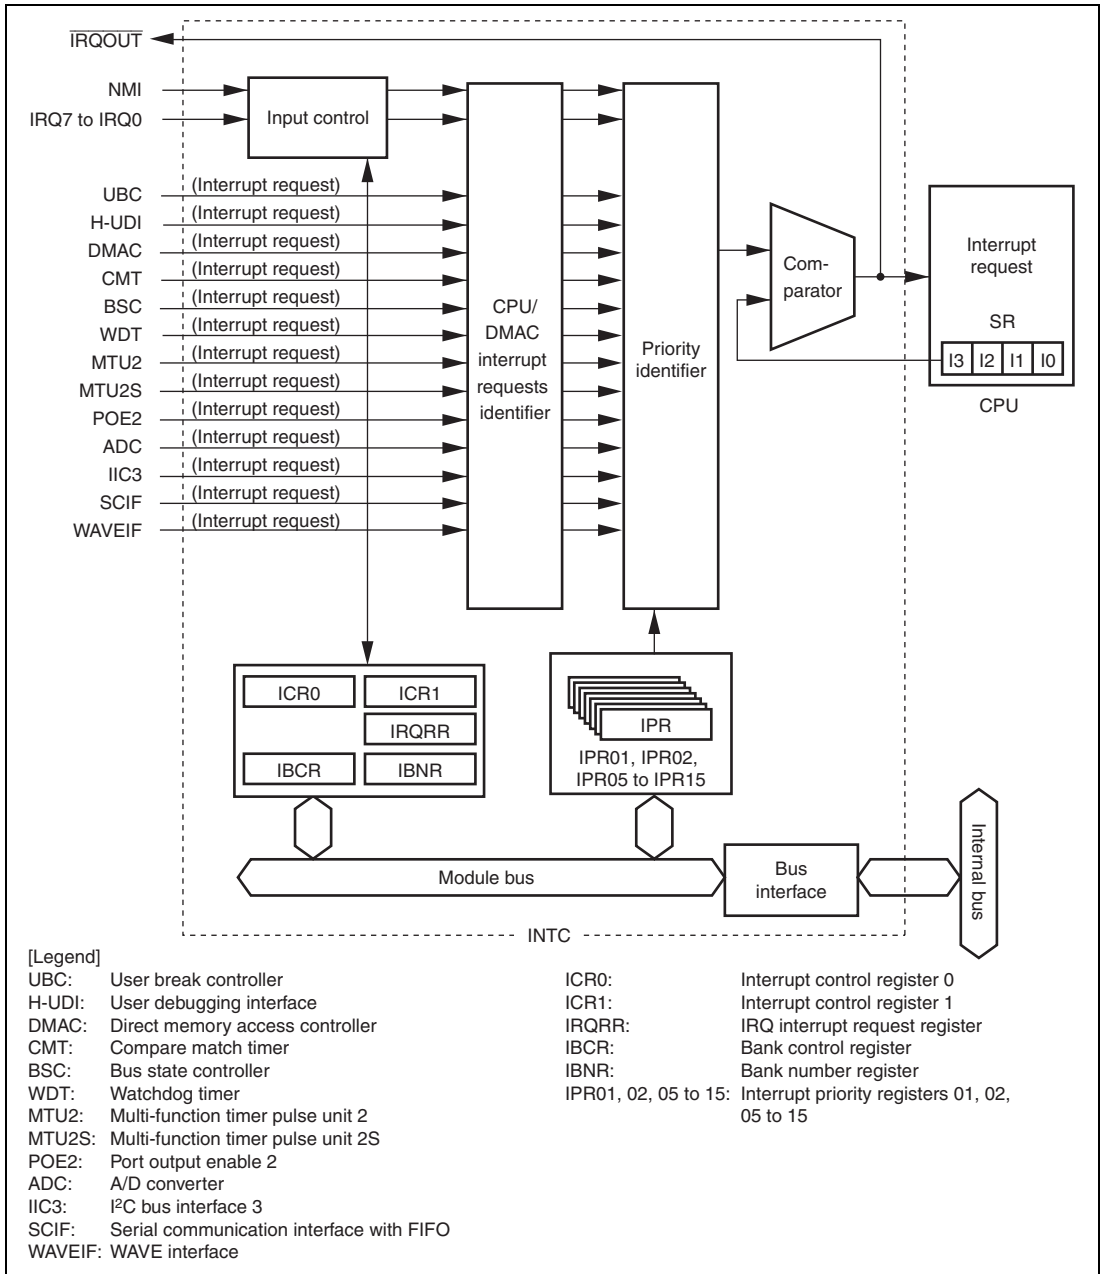 IRQOUT
NMI
IRQ7 to IRQ0
Input control
UBC (Interrupt request)
H-UDI (Interrupt request)
DMAC (Interrupt request)
CMT (Interrupt request)
BSC (Interrupt request)
WDT (Interrupt request)
MTU2 (Interrupt request)
MTU2S (Interrupt request)
POE2 (Interrupt request)
ADC (Interrupt request)
IIC3 (Interrupt request)
SCIF (Interrupt request)
WAVEIF (Interrupt request)
CPU/
DMAC
interrupt
requests
identifier
Priority
identifier
Com-
parator
Interrupt
request
SR
I3 I2 I1 I0
CPU
ICR0 ICR1
IRQRR
IBCR IBNR
IPR
IPR01, IPR02,
IPR05 to IPR15
Module bus
Bus
interface
Internal bus
INTC
[Legend]
UBC: User break controller
H-UDI: User debugging interface
DMAC: Direct memory access controller
CMT: Compare match timer
BSC: Bus state controller
WDT: Watchdog timer
MTU2: Multi-function timer pulse unit 2
MTU2S: Multi-function timer pulse unit 2S
POE2: Port output enable 2
ADC: A/D converter
IIC3: I²C bus interface 3
SCIF: Serial communication interface with FIFO
WAVEIF: WAVE interface
ICR0: Interrupt control register 0
ICR1: Interrupt control register 1
IRQRR: IRQ interrupt request register
IBCR: Bank control register
IBNR: Bank number register
IPR01, 02, 05 to 15: Interrupt priority registers 01, 02,
05 to 15